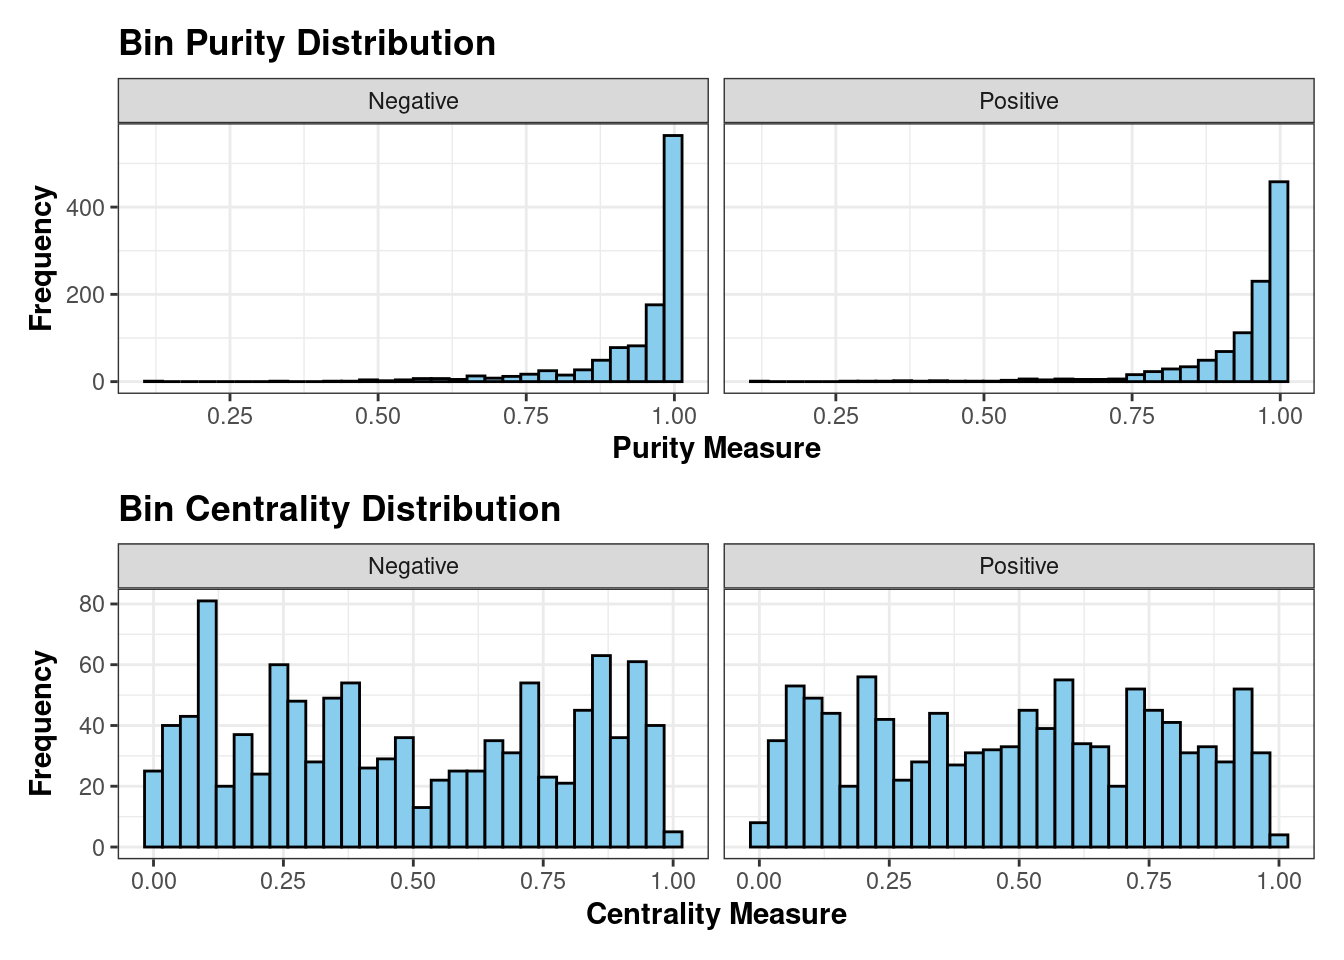 Bin Purity Distribution
Negative Positive
Frequency
400
200
0
0.25 0.50 0.75 1.00 0.25 0.50 0.75 1.00
Purity Measure
Bin Centrality Distribution
Negative Positive
Frequency
80
60
40
20
0
0.00 0.25 0.50 0.75 1.00 0.00 0.25 0.50 0.75 1.00
Centrality Measure